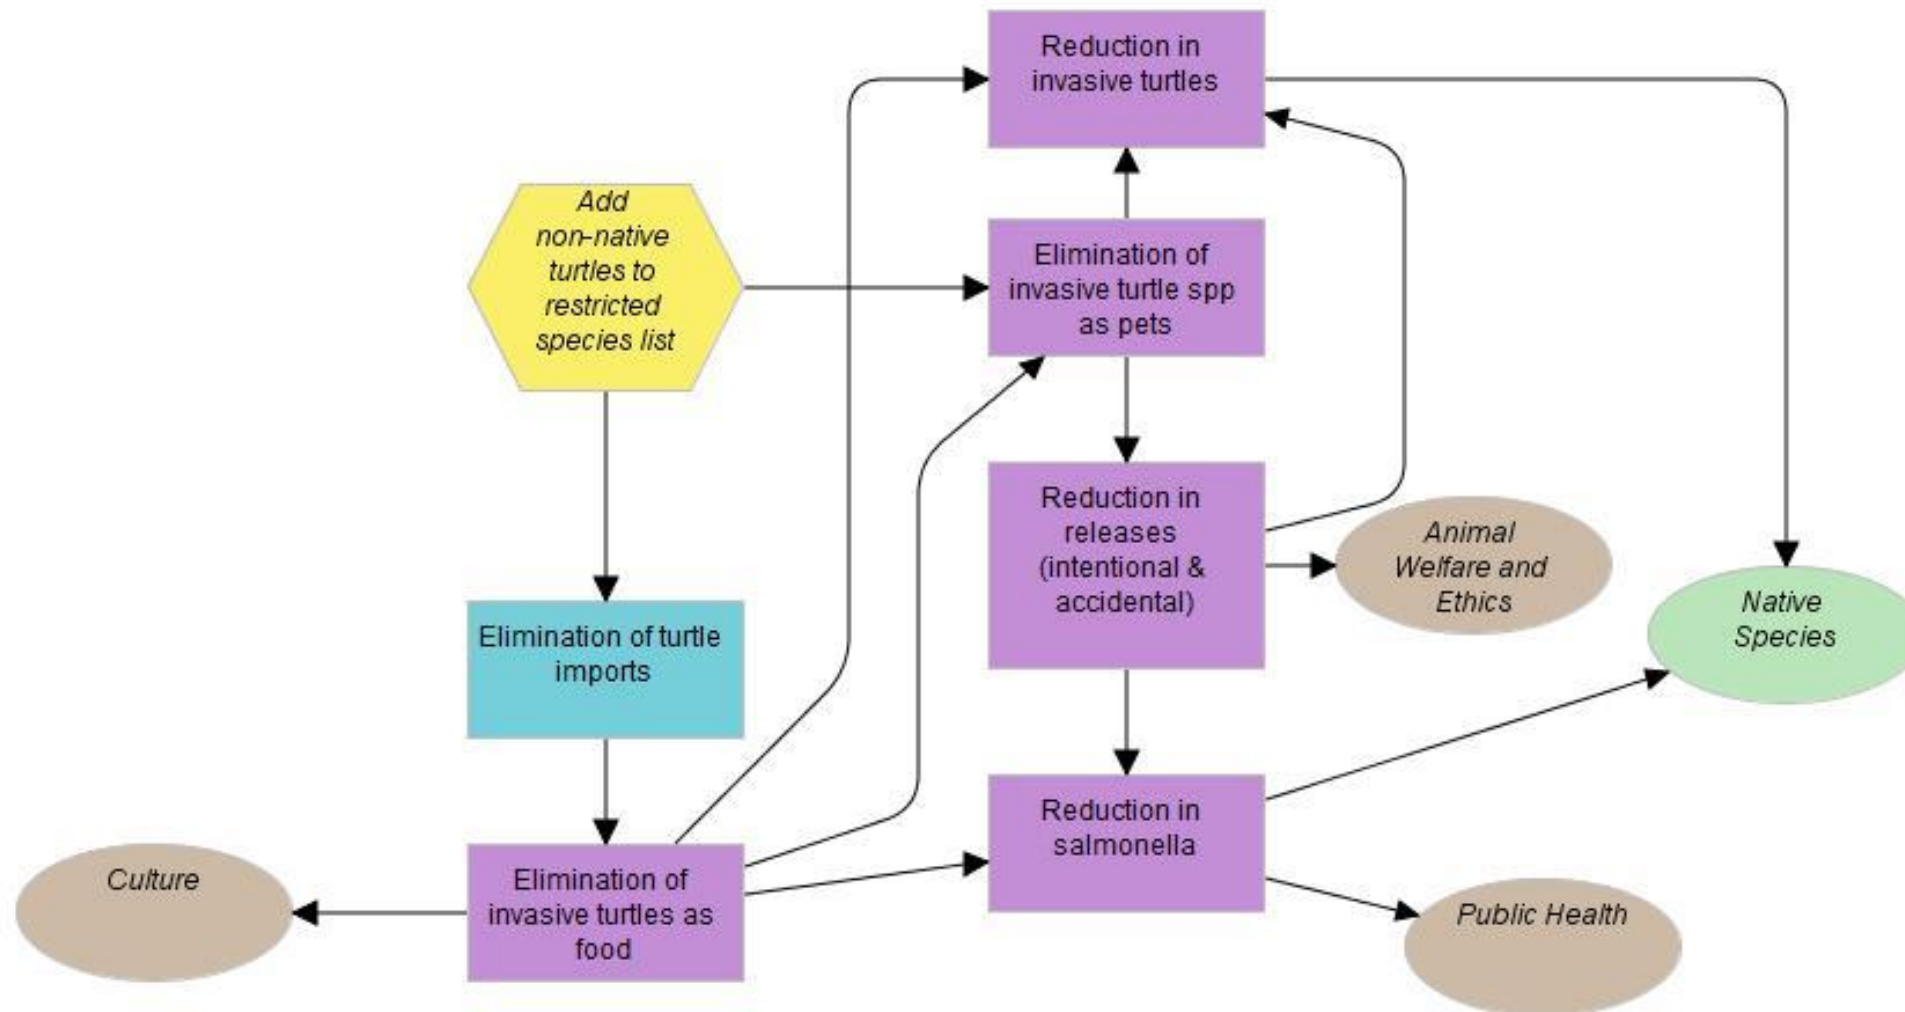 Reduction in
invasive turtles
Add
non-native
turtles to
restricted
species list
Elimination of
invasive turtle spp
as pets
Reduction in
releases
(intentional &
accidental)
Animal
Welfare and
Ethics
Native
Species
Elimination of turtle
imports
Reduction in
salmonella
Culture
Elimination of
invasive turtles as
food
Public Health